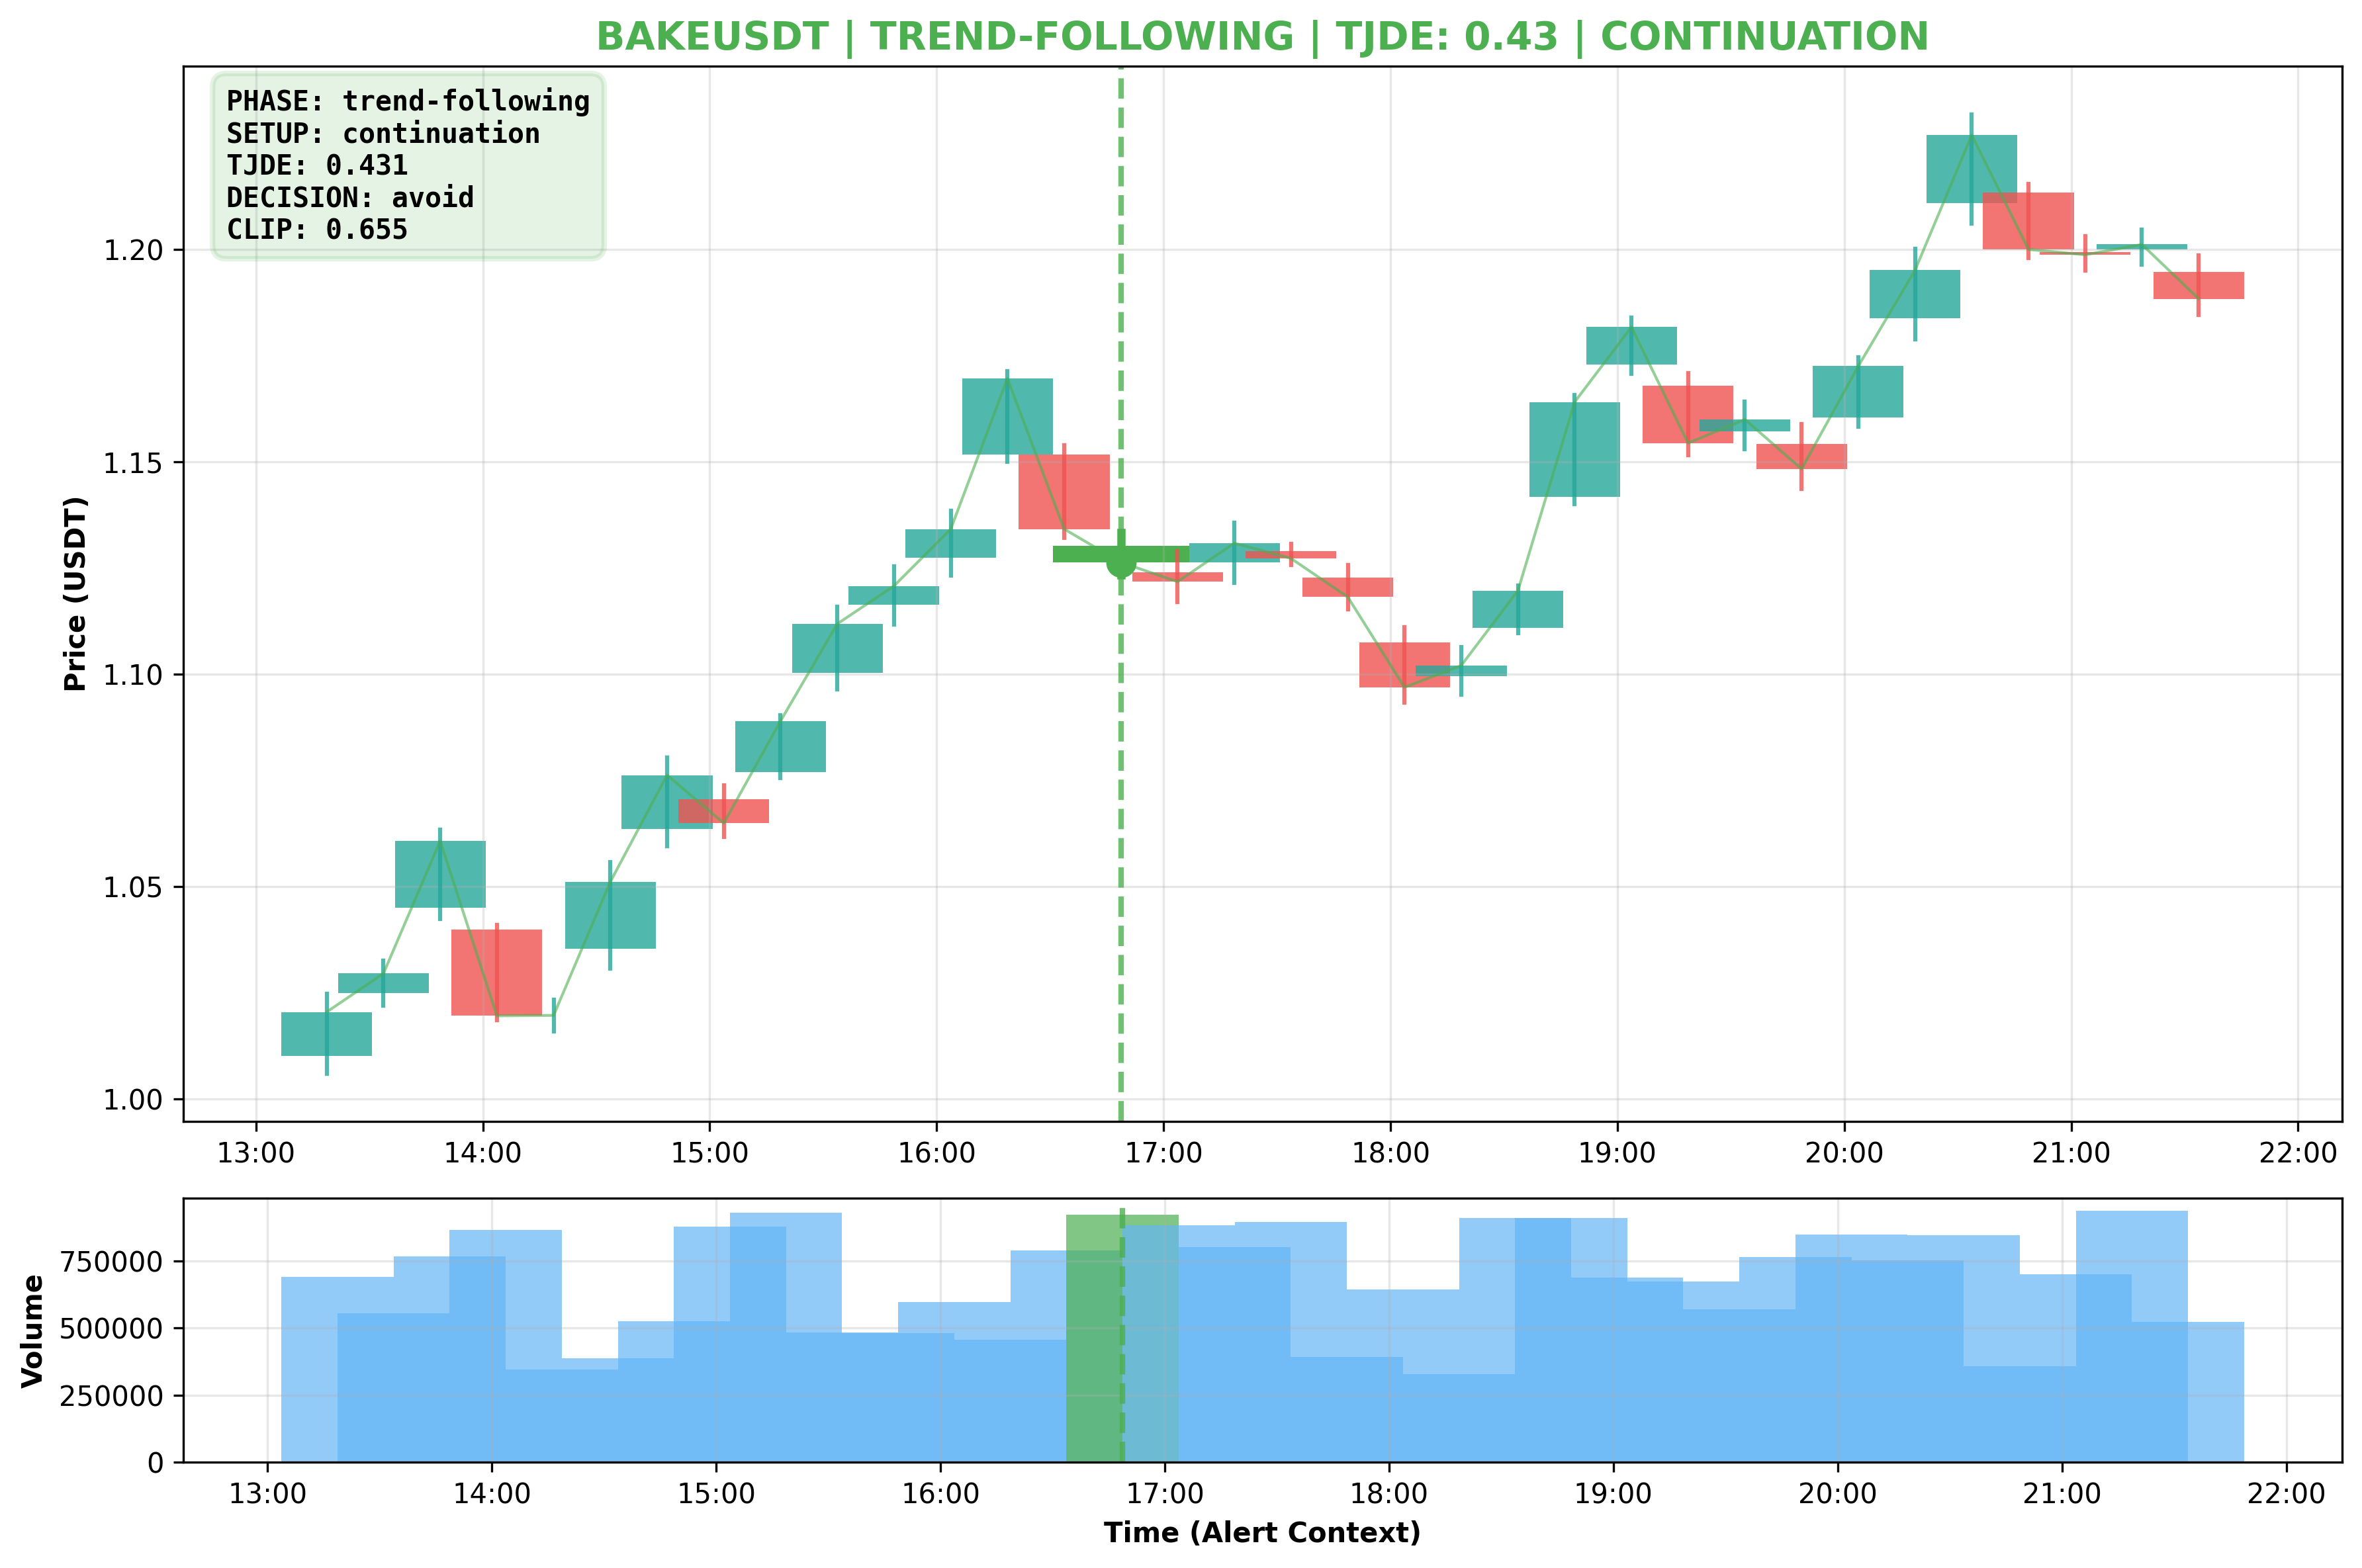 BAKEUSDT | TREND-FOLLOWING | TJDE: 0.43 | CONTINUATION
PHASE: trend-following
SETUP: continuation
TJDE: 0.431
DECISION: avoid
CLIP: 0.655
Price (USDT)
1.20
1.15
1.10
1.05
1.00
13:00 14:00 15:00 16:00 17:00 18:00 19:00 20:00 21:00 22:00
Volume
750000
500000
250000
0
13:00 14:00 15:00 16:00 17:00 18:00 19:00 20:00 21:00 22:00
Time (Alert Context)